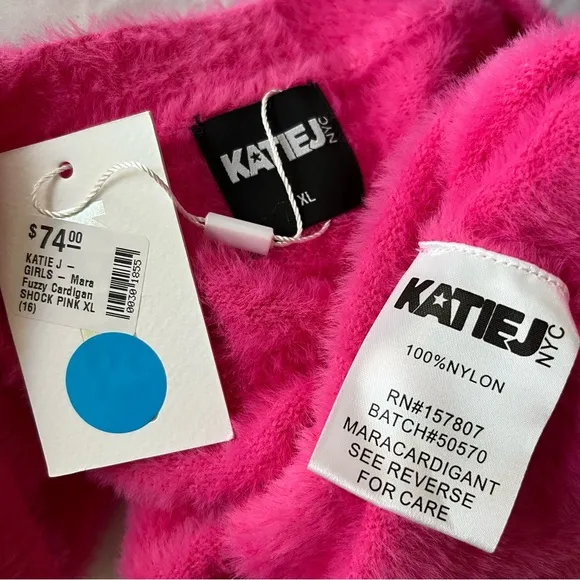 $74.00
KATIE J –
GIRLS – Mara
Fuzzy Cardigan
SHOCK PINK XL
(16)
00301855
KATIEJ NYC
XL
KATIEJ NYC
100%NYLON
RN#157807
BATCH#50570
MARACARDIGANT
SEE REVERSE
FOR CARE